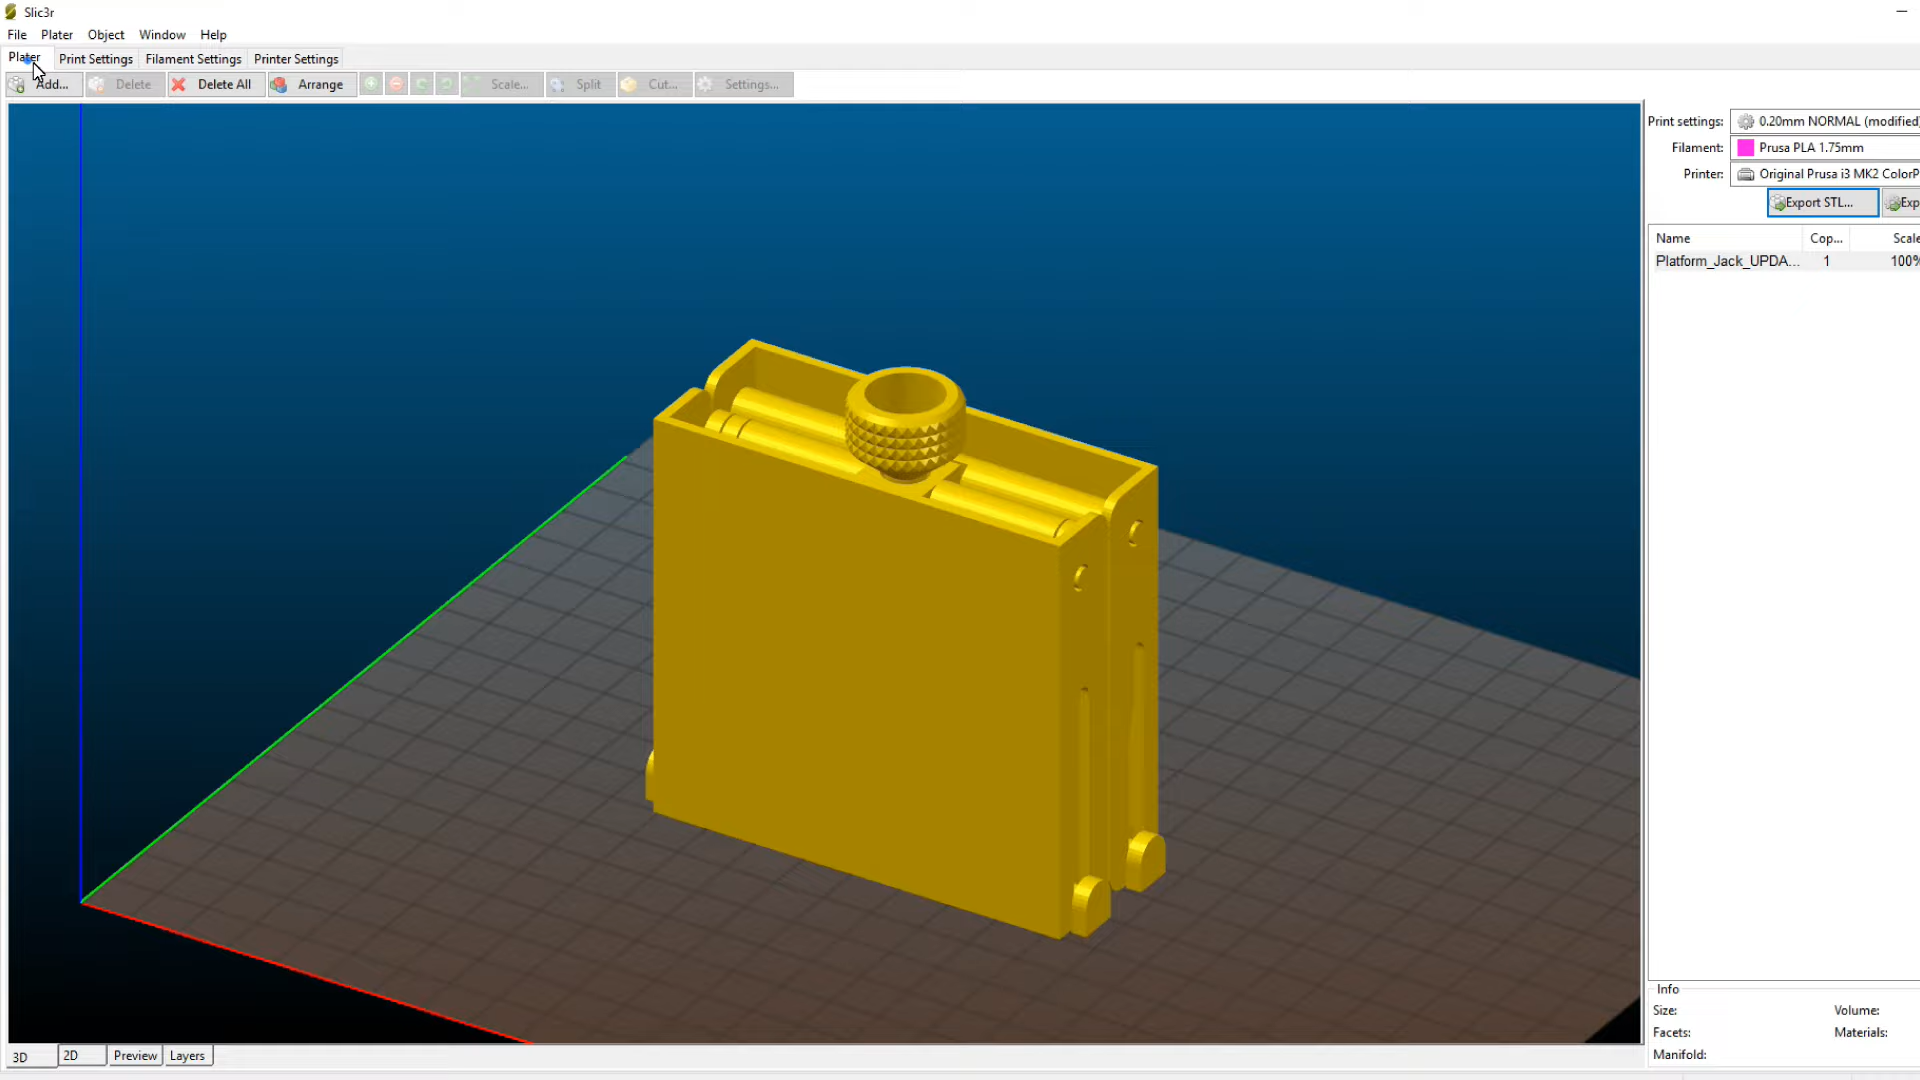 Slic3r
File Plater Object Window Help
Plater Print Settings Filament Settings Printer Settings
Add... Delete Delete All Arrange Scale... Split Cut... Settings...
Print settings: 0.20mm NORMAL (modified)
Filament: Prusa PLA 1.75mm
Printer: Original Prusa i3 MK2 ColorP
Export STL... Exp
Name Cop... Scale
Platform_Jack_UPDA... 1 100%
Info
Size: Volume:
Facets: Materials:
Manifold:
3D 2D Preview Layers